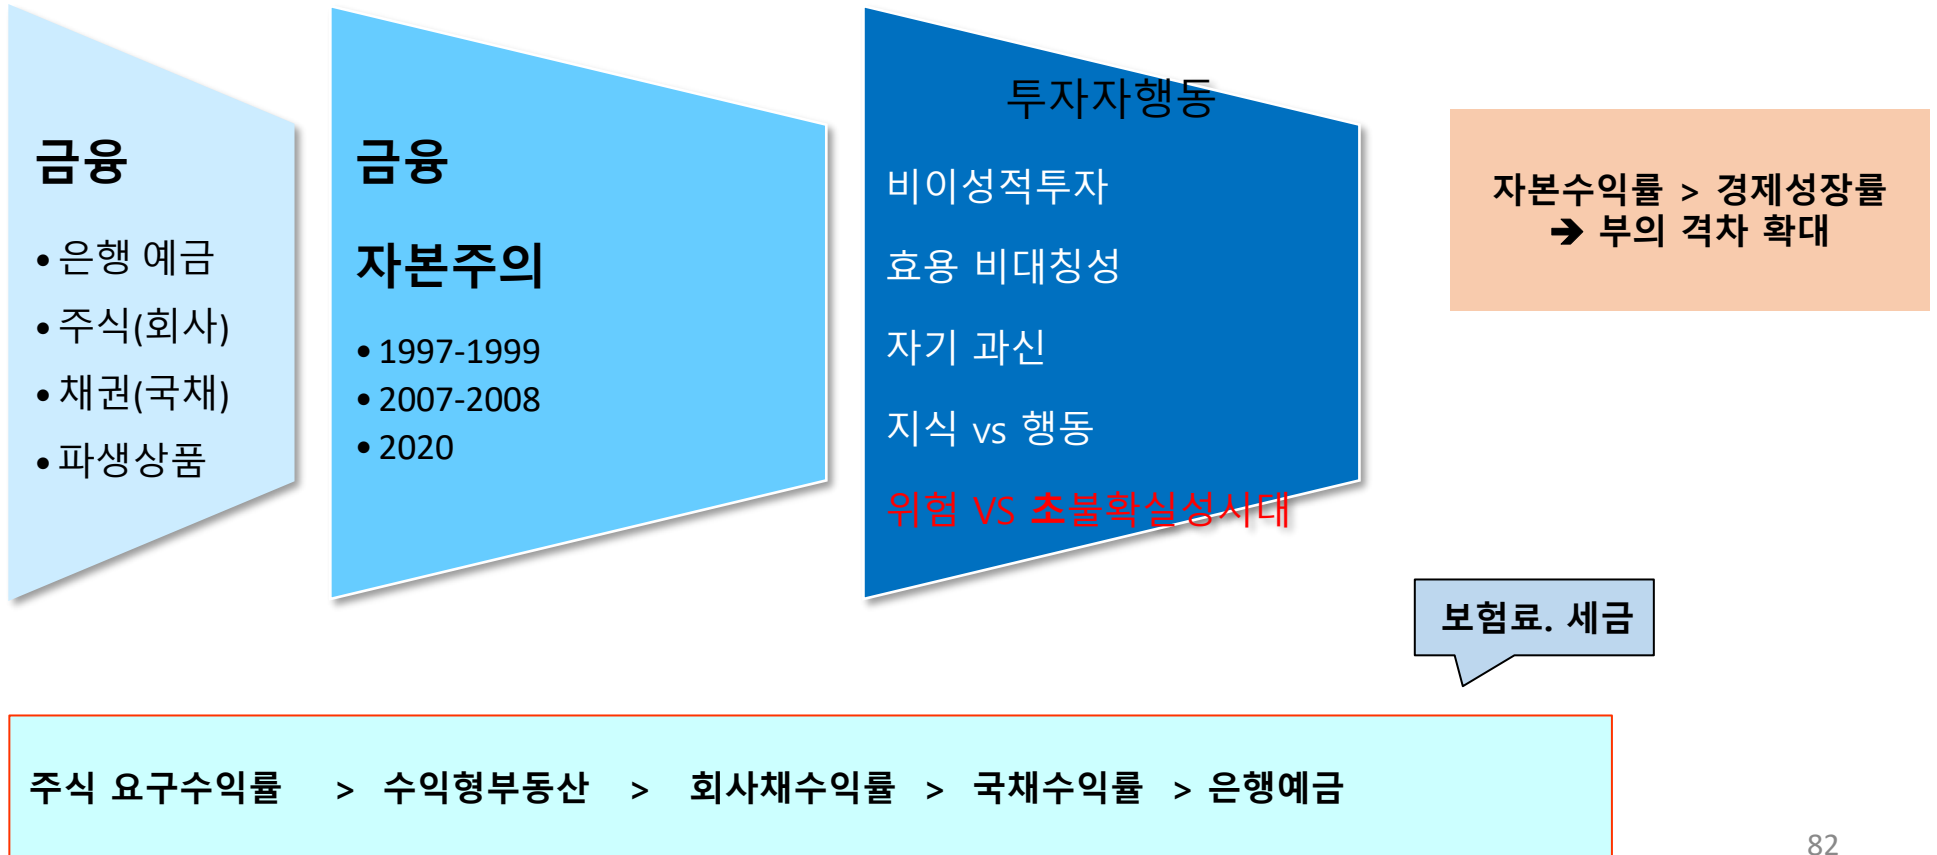 금융
• 은행 예금
• 주식(회사)
• 채권(국채)
• 파생상품
금융
자본주의
• 1997-1999
• 2007-2008
• 2020
투자자행동
비이성적투자
효용 비대칭성
자기 과신
지식 vs 행동
위험 VS 초불확실성시대
자본수익률 > 경제성장률
➔ 부의 격차 확대
보험료. 세금
주식 요구수익률 > 수익형부동산 > 회사채수익률 > 국채수익률 > 은행예금
82